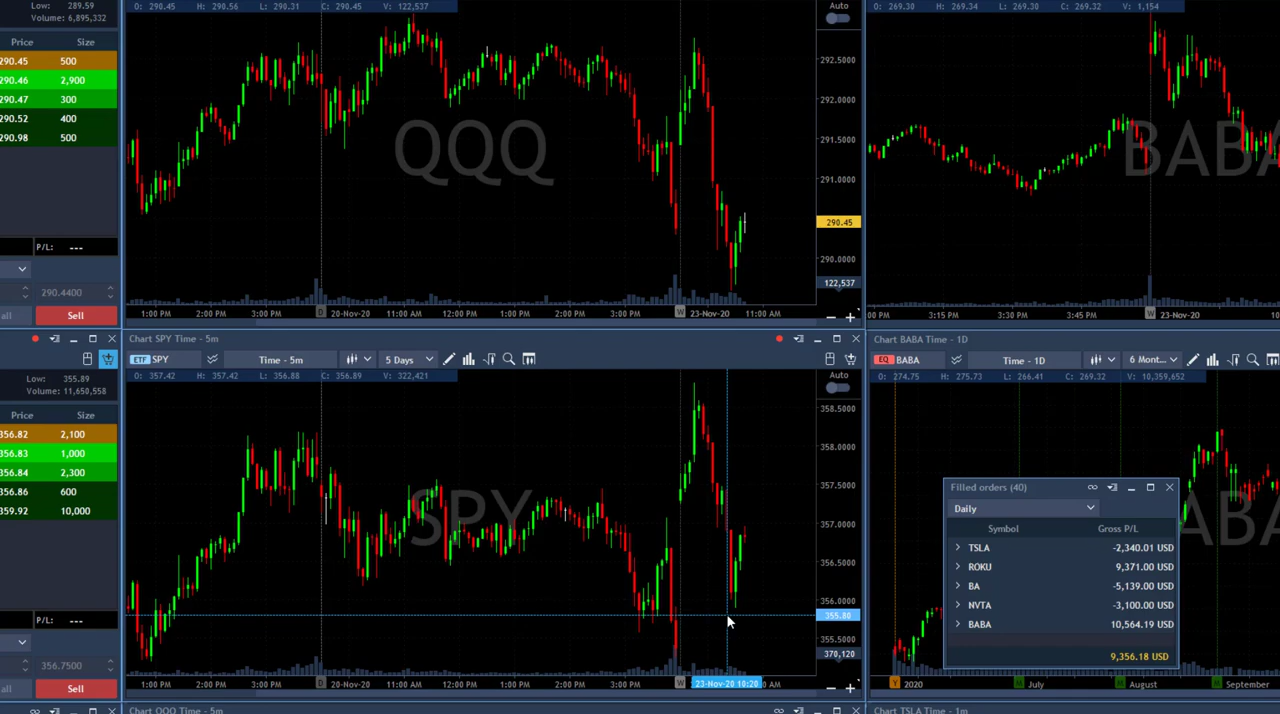 289.59
Volume: 6,895,332
Price Size
290.45 500
290.46 2,900
290.47 300
290.52 400
290.98 500
P/L: ---
290.4400
all Sell
O: 290.45 H: 290.56 L: 290.31 C: 290.45 V: 122,537
Auto
QQQ
292.5000
292.0000
291.5000
291.0000
290.45
290.0000
122,537
1:00 PM 2:00 PM 3:00 PM D 20-Nov-20 11:00 AM 12:00 PM 1:00 PM 2:00 PM 3:00 PM W 23-Nov-20 11:00 AM
O: 269.30 H: 269.34 L: 269.30 C: 269.32 V: 1,154
BABA
PM 3:15 PM 3:30 PM 3:45 PM W 23-Nov-20
Low: 355.89
Volume: 11,650,558
Price Size
356.82 2,100
356.83 1,000
356.84 2,300
356.86 600
359.92 10,000
P/L: ---
356.7500
all Sell
Chart SPY Time - 5m
ETF SPY Time - 5m 5 Days
O: 357.42 H: 357.42 L: 356.88 C: 356.89 V: 322,421
Auto
SPY
358.5000
358.0000
357.5000
357.0000
356.5000
356.0000
355.80
355.5000
370,120
1:00 PM 2:00 PM 3:00 PM D 20-Nov-20 11:00 AM 12:00 PM 1:00 PM 2:00 PM 3:00 PM W 23-Nov-20 10:20 AM
Chart BABA Time - 1D
EQ BABA Time - 1D 6 Mont...
O: 274.75 H: 275.73 L: 266.41 C: 269.32 V: 10,359,652
Filled orders (40)
Daily
Symbol Gross P/L
TSLA -2,340.01 USD
ROKU 9,371.00 USD
BA -5,139.00 USD
NVTA -3,100.00 USD
BABA 10,564.19 USD
9,356.18 USD
Y 2020 M July M August M September
Chart QQQ Time - 5m
Chart TSLA Time - 1m